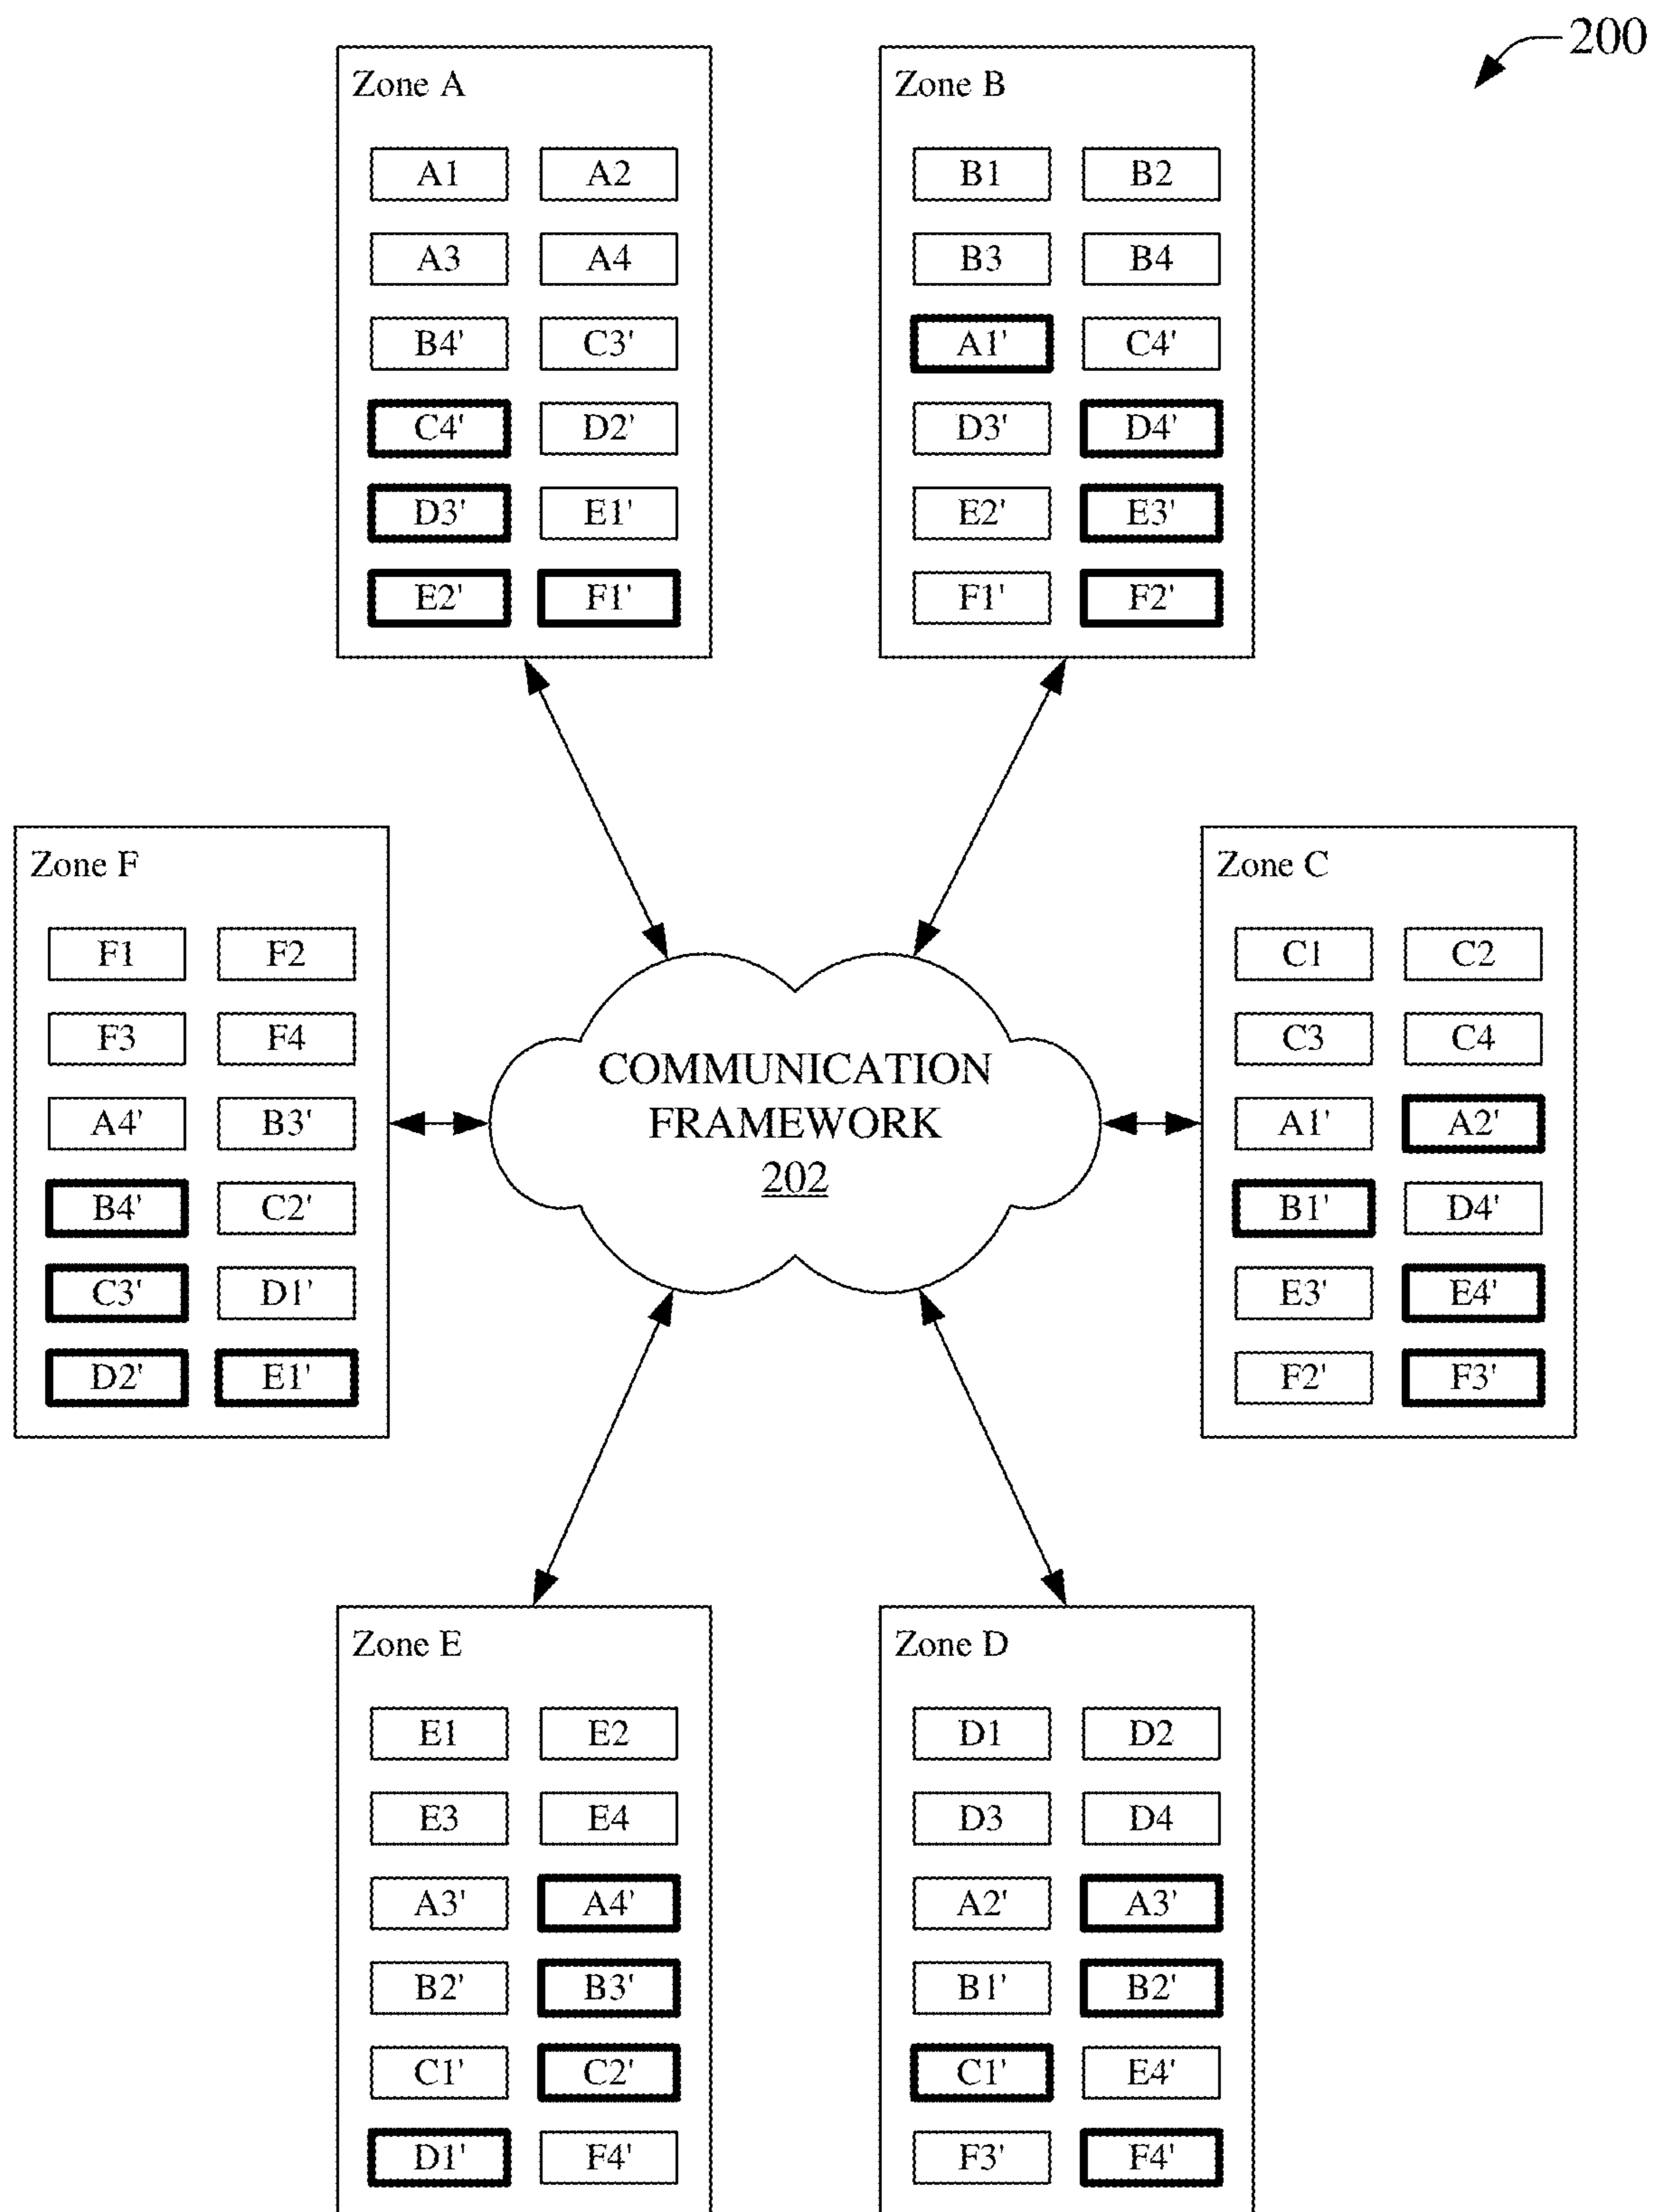 200
Zone A
A1 A2
A3 A4
B4' C3'
C4' D2'
D3' E1'
E2' F1'
Zone B
B1 B2
B3 B4
A1' C4'
D3' D4'
E2' E3'
F1' F2'
Zone F
F1 F2
F3 F4
A4' B3'
B4' C2'
C3' D1'
D2' E1'
COMMUNICATION
FRAMEWORK
202
Zone C
C1 C2
C3 C4
A1' A2'
B1' D4'
E3' E4'
F2' F3'
Zone E
E1 E2
E3 E4
A3' A4'
B2' B3'
C1' C2'
D1' F4'
Zone D
D1 D2
D3 D4
A2' A3'
B1' B2'
C1' E4'
F3' F4'